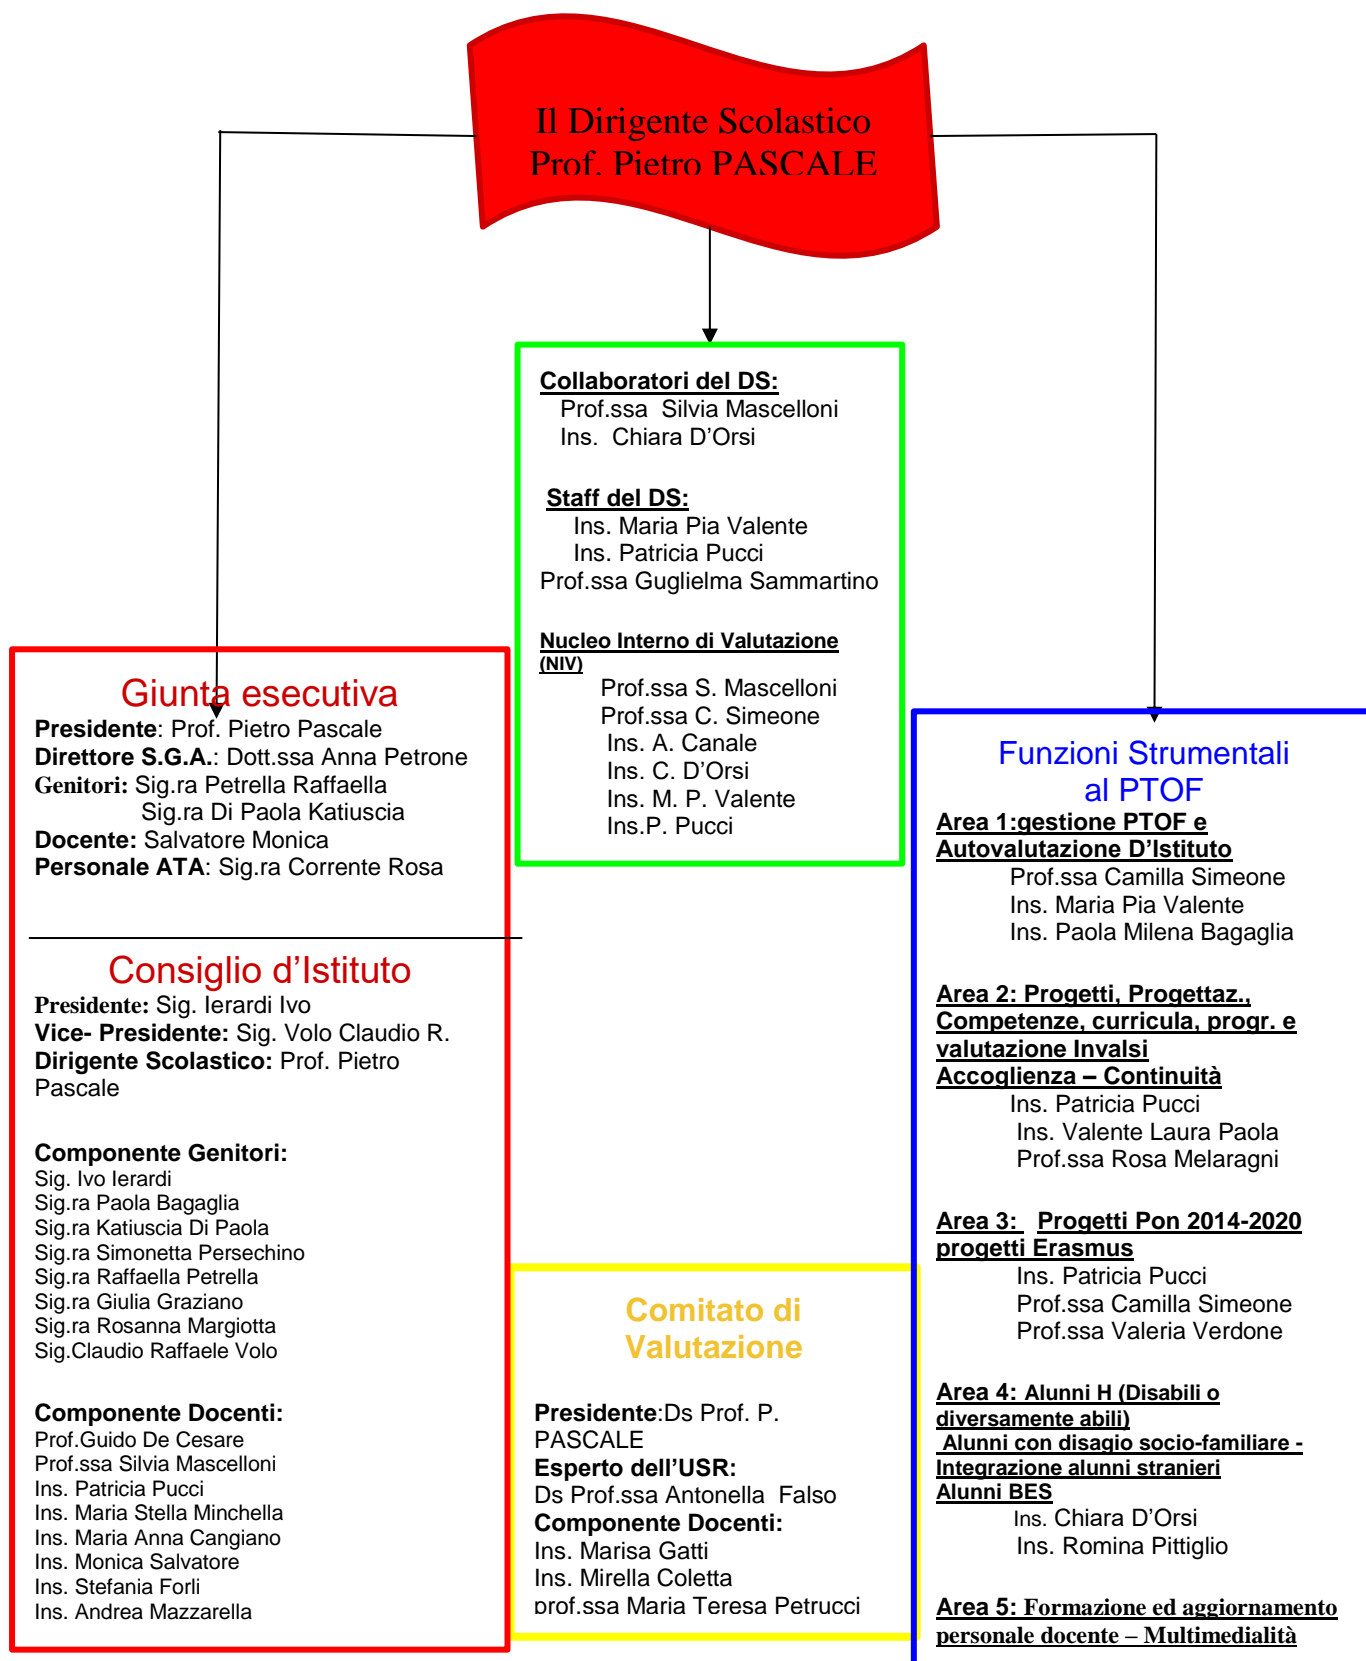 Il Dirigente Scolastico
Prof. Pietro PASCALE
Collaboratori del DS:
Prof.ssa  Silvia Mascelloni
Ins.  Chiara D’Orsi
Staff del DS:
Ins. Maria Pia Valente
Ins. Patricia Pucci
Prof.ssa Guglielma Sammartino
Nucleo Interno di Valutazione
(NIV)
Prof.ssa S. Mascelloni
Prof.ssa C. Simeone
Ins. A. Canale
Ins. C. D’Orsi
Ins. M. P. Valente
Ins.P. Pucci
Giunta esecutiva
Presidente: Prof. Pietro Pascale
Direttore S.G.A.: Dott.ssa Anna Petrone
Genitori: Sig.ra Petrella Raffaella
Sig.ra Di Paola Katiuscia
Docente: Salvatore Monica
Personale ATA: Sig.ra Corrente Rosa
Consiglio d’Istituto
Presidente: Sig. Ierardi Ivo
Vice- Presidente: Sig. Volo Claudio R.
Dirigente Scolastico: Prof. Pietro
Pascale
Componente Genitori:
Sig. Ivo Ierardi
Sig.ra Paola Bagaglia
Sig.ra Katiuscia Di Paola
Sig.ra Simonetta Persechino
Sig.ra Raffaella Petrella
Sig.ra Giulia Graziano
Sig.ra Rosanna Margiotta
Sig.Claudio Raffaele Volo
Componente Docenti:
Prof.Guido De Cesare
Prof.ssa Silvia Mascelloni
Ins. Patricia Pucci
Ins. Maria Stella Minchella
Ins. Maria Anna Cangiano
Ins. Monica Salvatore
Ins. Stefania Forli
Ins. Andrea Mazzarella
Comitato di
Valutazione
Presidente:Ds Prof. P.
PASCALE
Esperto dell’USR:
Ds Prof.ssa Antonella  Falso
Componente Docenti:
Ins. Marisa Gatti
Ins. Mirella Coletta
prof.ssa Maria Teresa Petrucci
Funzioni Strumentali
al PTOF
Area 1:gestione PTOF e
Autovalutazione D’Istituto
Prof.ssa Camilla Simeone
Ins. Maria Pia Valente
Ins. Paola Milena Bagaglia
Area 2: Progetti, Progettaz.,
Competenze, curricula, progr. e
valutazione Invalsi
Accoglienza – Continuità
Ins. Patricia Pucci
Ins. Valente Laura Paola
Prof.ssa Rosa Melaragni
Area 3:   Progetti Pon 2014-2020
progetti Erasmus
Ins. Patricia Pucci
Prof.ssa Camilla Simeone
Prof.ssa Valeria Verdone
Area 4: Alunni H (Disabili o
diversamente abili)
Alunni con disagio socio-familiare -
Integrazione alunni stranieri
Alunni BES
Ins. Chiara D’Orsi
Ins. Romina Pittiglio
Area 5: Formazione ed aggiornamento
personale docente – Multimedialità